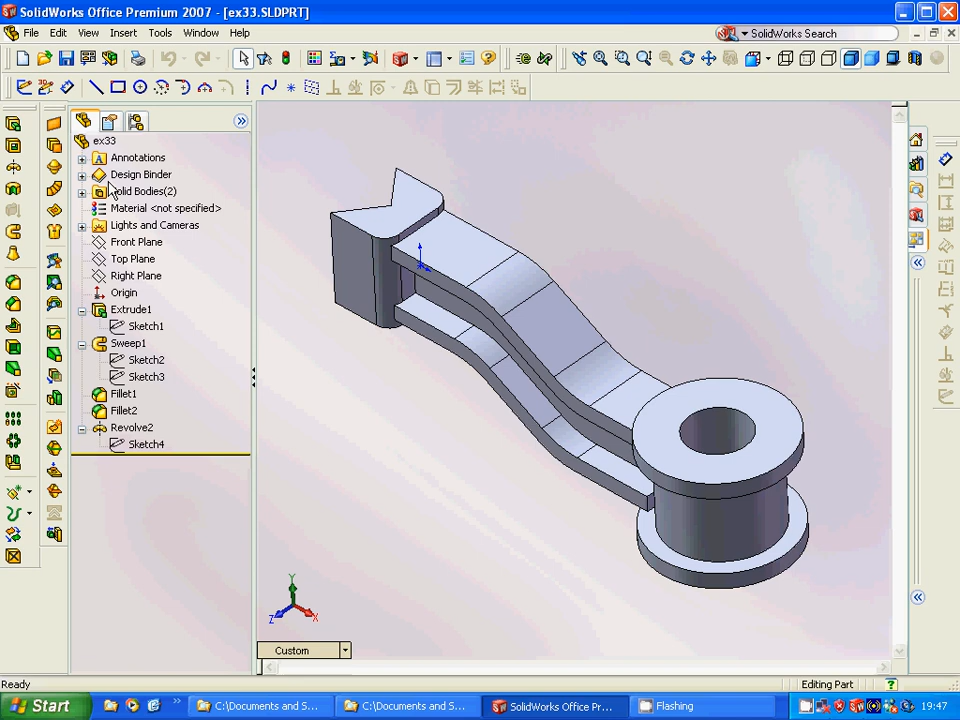 SolidWorks Office Premium 2007 - [ex33.SLDPRT]
File Edit View Insert Tools Window Help
SolidWorks Search
ex33
Annotations
Design Binder
olid Bodies(2)
Material <not specified>
Lights and Cameras
Front Plane
Top Plane
Right Plane
Origin
Extrude1
Sketch1
Sweep1
Sketch2
Sketch3
Fillet1
Fillet2
Revolve2
Sketch4
Y
Z
X
Custom
Ready
Editing Part
Start
C:\Documents and S...
C:\Documents and S...
SolidWorks Office Pr...
Flashing
19:47